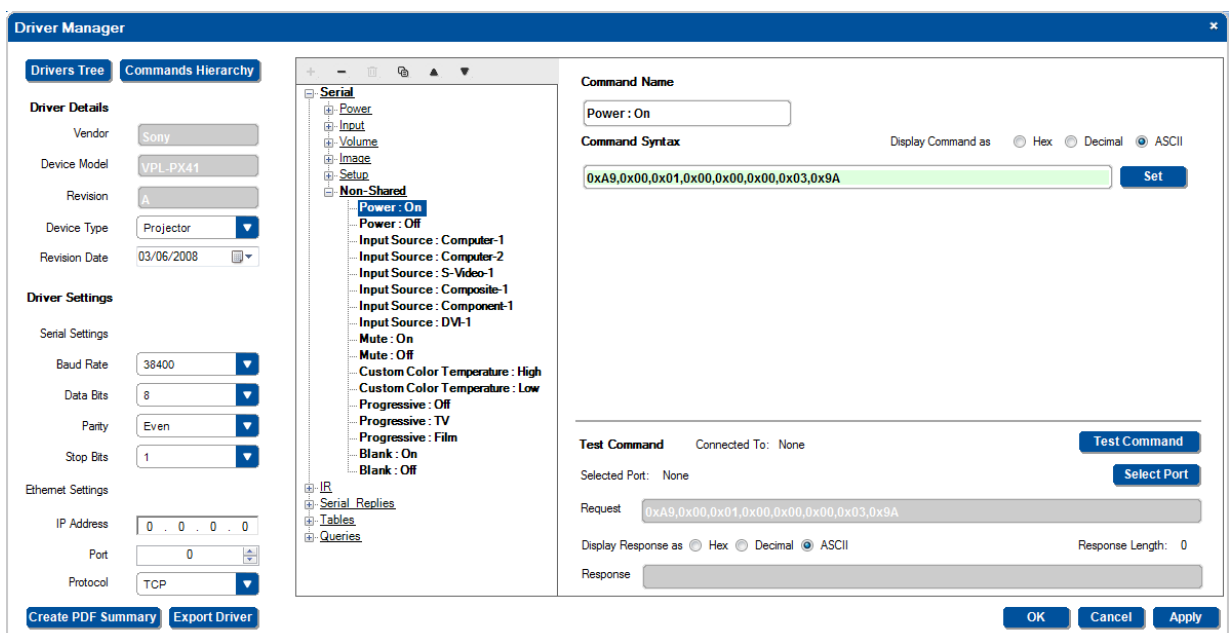 Driver Manager
Drivers Tree
Commands Hierarchy
Driver Details
Vendor
Sony
Device Model
VPL-PX41
Revision
A
Device Type
Projector
Revision Date
03/06/2008
Driver Settings
Serial Settings
Baud Rate
38400
Data Bits
8
Parity
Even
Stop Bits
1
Ethernet Settings
IP Address
0 . 0 . 0 . 0
Port
0
Protocol
TCP
Create PDF Summary
Export Driver
Serial
Power
Input
Volume
Image
Setup
Non-Shared
Power : On
Power : Off
Input Source : Computer-1
Input Source : Computer-2
Input Source : S-Video-1
Input Source : Composite-1
Input Source : Component-1
Input Source : DVI-1
Mute : On
Mute : Off
Custom Color Temperature : High
Custom Color Temperature : Low
Progressive : Off
Progressive : TV
Progressive : Film
Blank : On
Blank : Off
IR
Serial Replies
Tables
Queries
Command Name
Power : On
Command Syntax
Display Command as
Hex
Decimal
ASCII
0xA9,0x00,0x01,0x00,0x00,0x00,0x03,0x9A
Set
Test Command
Connected To: None
Test Command
Selected Port: None
Select Port
Request
0xA9,0x00,0x01,0x00,0x00,0x00,0x03,0x9A
Display Response as
Hex
Decimal
ASCII
Response Length: 0
Response
OK
Cancel
Apply